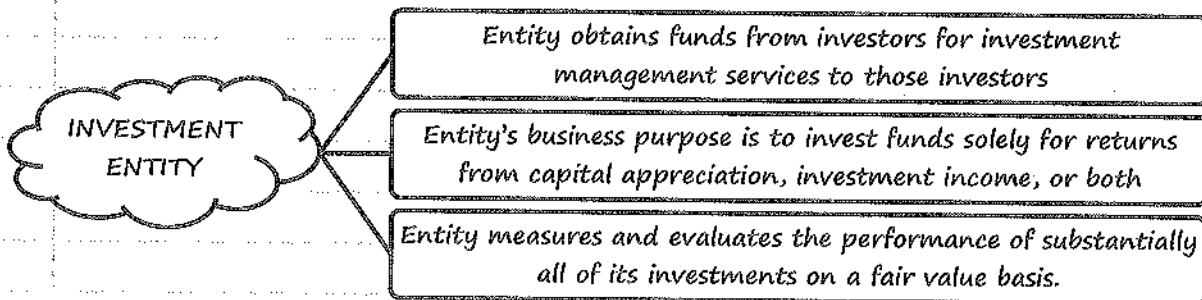 INVESTMENT
ENTITY
Entity obtains funds from investors for investment
management services to those investors
Entity's business purpose is to invest funds solely for returns
from capital appreciation, investment income, or both
Entity measures and evaluates the performance of substantially
all of its investments on a fair value basis.